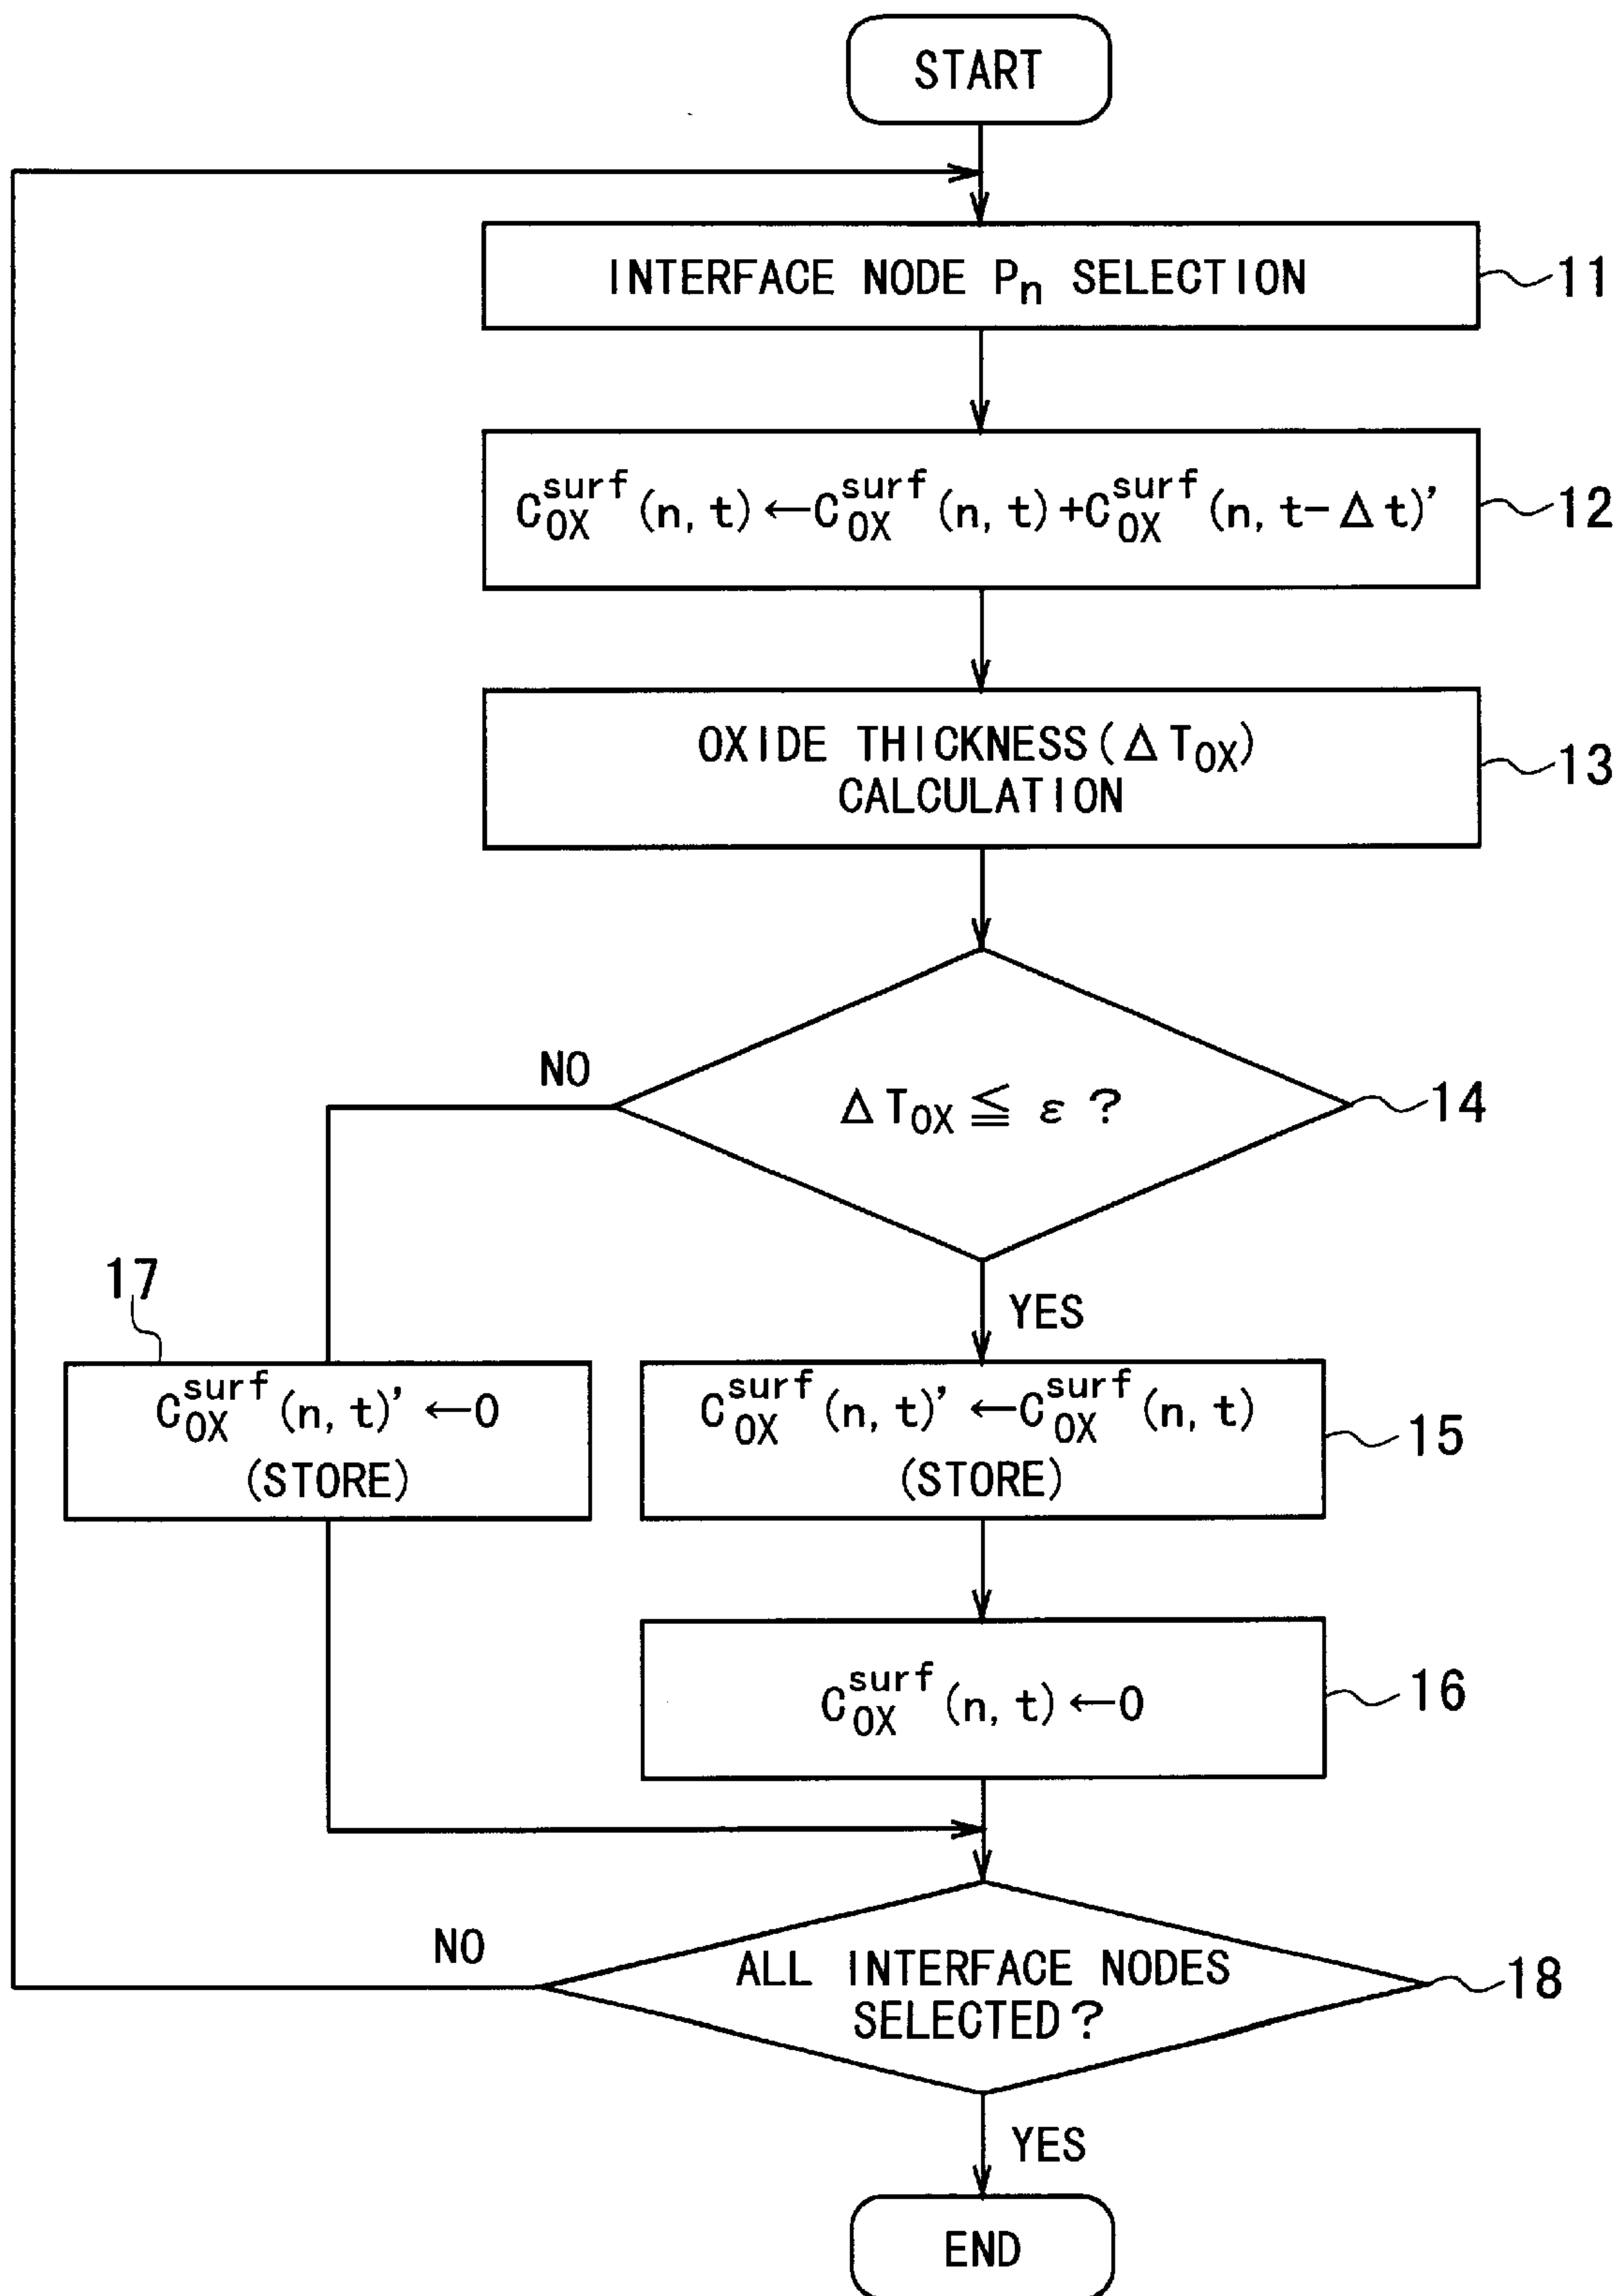 START
INTERFACE NODE Pn SELECTION
11
C_OX^surf(n, t)←C_OX^surf(n, t)+C_OX^surf(n, t-Δt)'
12
OXIDE THICKNESS(ΔT_OX)
CALCULATION
13
ΔT_OX ≦ ε ?
14
NO
YES
17
C_OX^surf(n, t)'←0
(STORE)
C_OX^surf(n, t)'←C_OX^surf(n, t)
(STORE)
15
C_OX^surf(n, t)←0
16
NO
ALL INTERFACE NODES
SELECTED?
18
YES
END